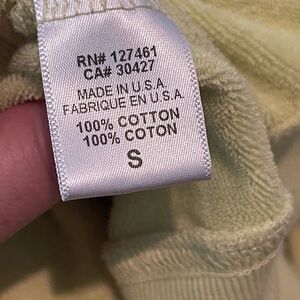 RN# 127461
CA# 30427
MADE IN U.S.A.
FABRIQUE EN U.S.A.
100% COTTON
100% COTON
S